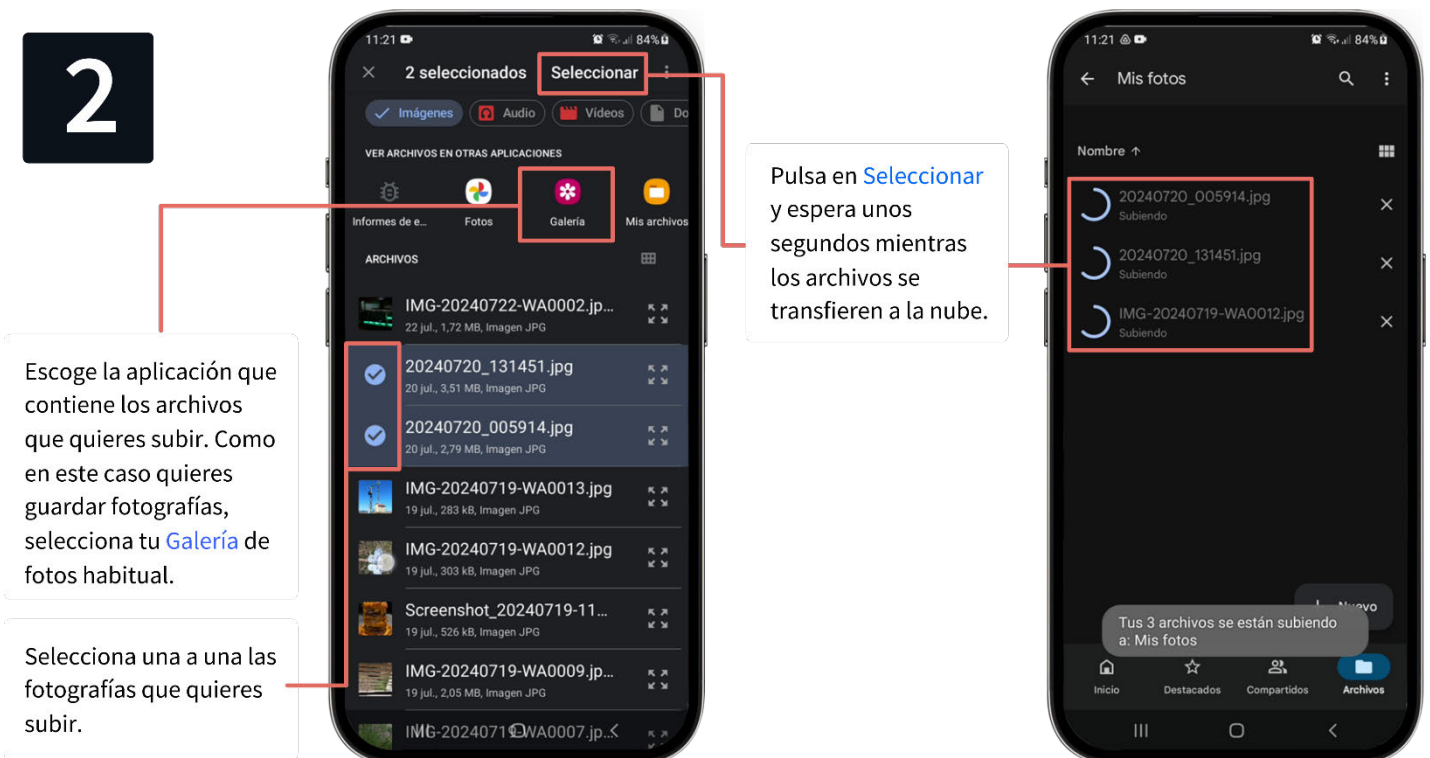 2
Escoge la aplicación que
contiene los archivos
que quieres subir. Como
en este caso quieres
guardar fotografías,
selecciona tu Galería de
fotos habitual.
Selecciona una a una las
fotografías que quieres
subir.
11:21 84%
2 seleccionados Seleccionar
Imágenes Audio Vídeos Do
VER ARCHIVOS EN OTRAS APLICACIONES
Informes de e... Fotos Galería Mis archivos
ARCHIVOS
IMG-20240722-WA0002.jp...
22 jul., 1,72 MB, Imagen JPG
20240720_131451.jpg
20 jul., 3,51 MB, Imagen JPG
20240720_005914.jpg
20 jul., 2,79 MB, Imagen JPG
IMG-20240719-WA0013.jpg
19 jul., 283 kB, Imagen JPG
IMG-20240719-WA0012.jpg
19 jul., 303 kB, Imagen JPG
Screenshot_20240719-11...
19 jul., 526 kB, Imagen JPG
IMG-20240719-WA0009.jp...
19 jul., 2,05 MB, Imagen JPG
IMG-20240719-WA0007.jp...
Pulsa en Seleccionar
y espera unos
segundos mientras
los archivos se
transfieren a la nube.
11:21 84%
Mis fotos
Nombre
20240720_005914.jpg
Subiendo
20240720_131451.jpg
Subiendo
IMG-20240719-WA0012.jpg
Subiendo
Nuevo
Tus 3 archivos se están subiendo
a: Mis fotos
Inicio Destacados Compartidos Archivos